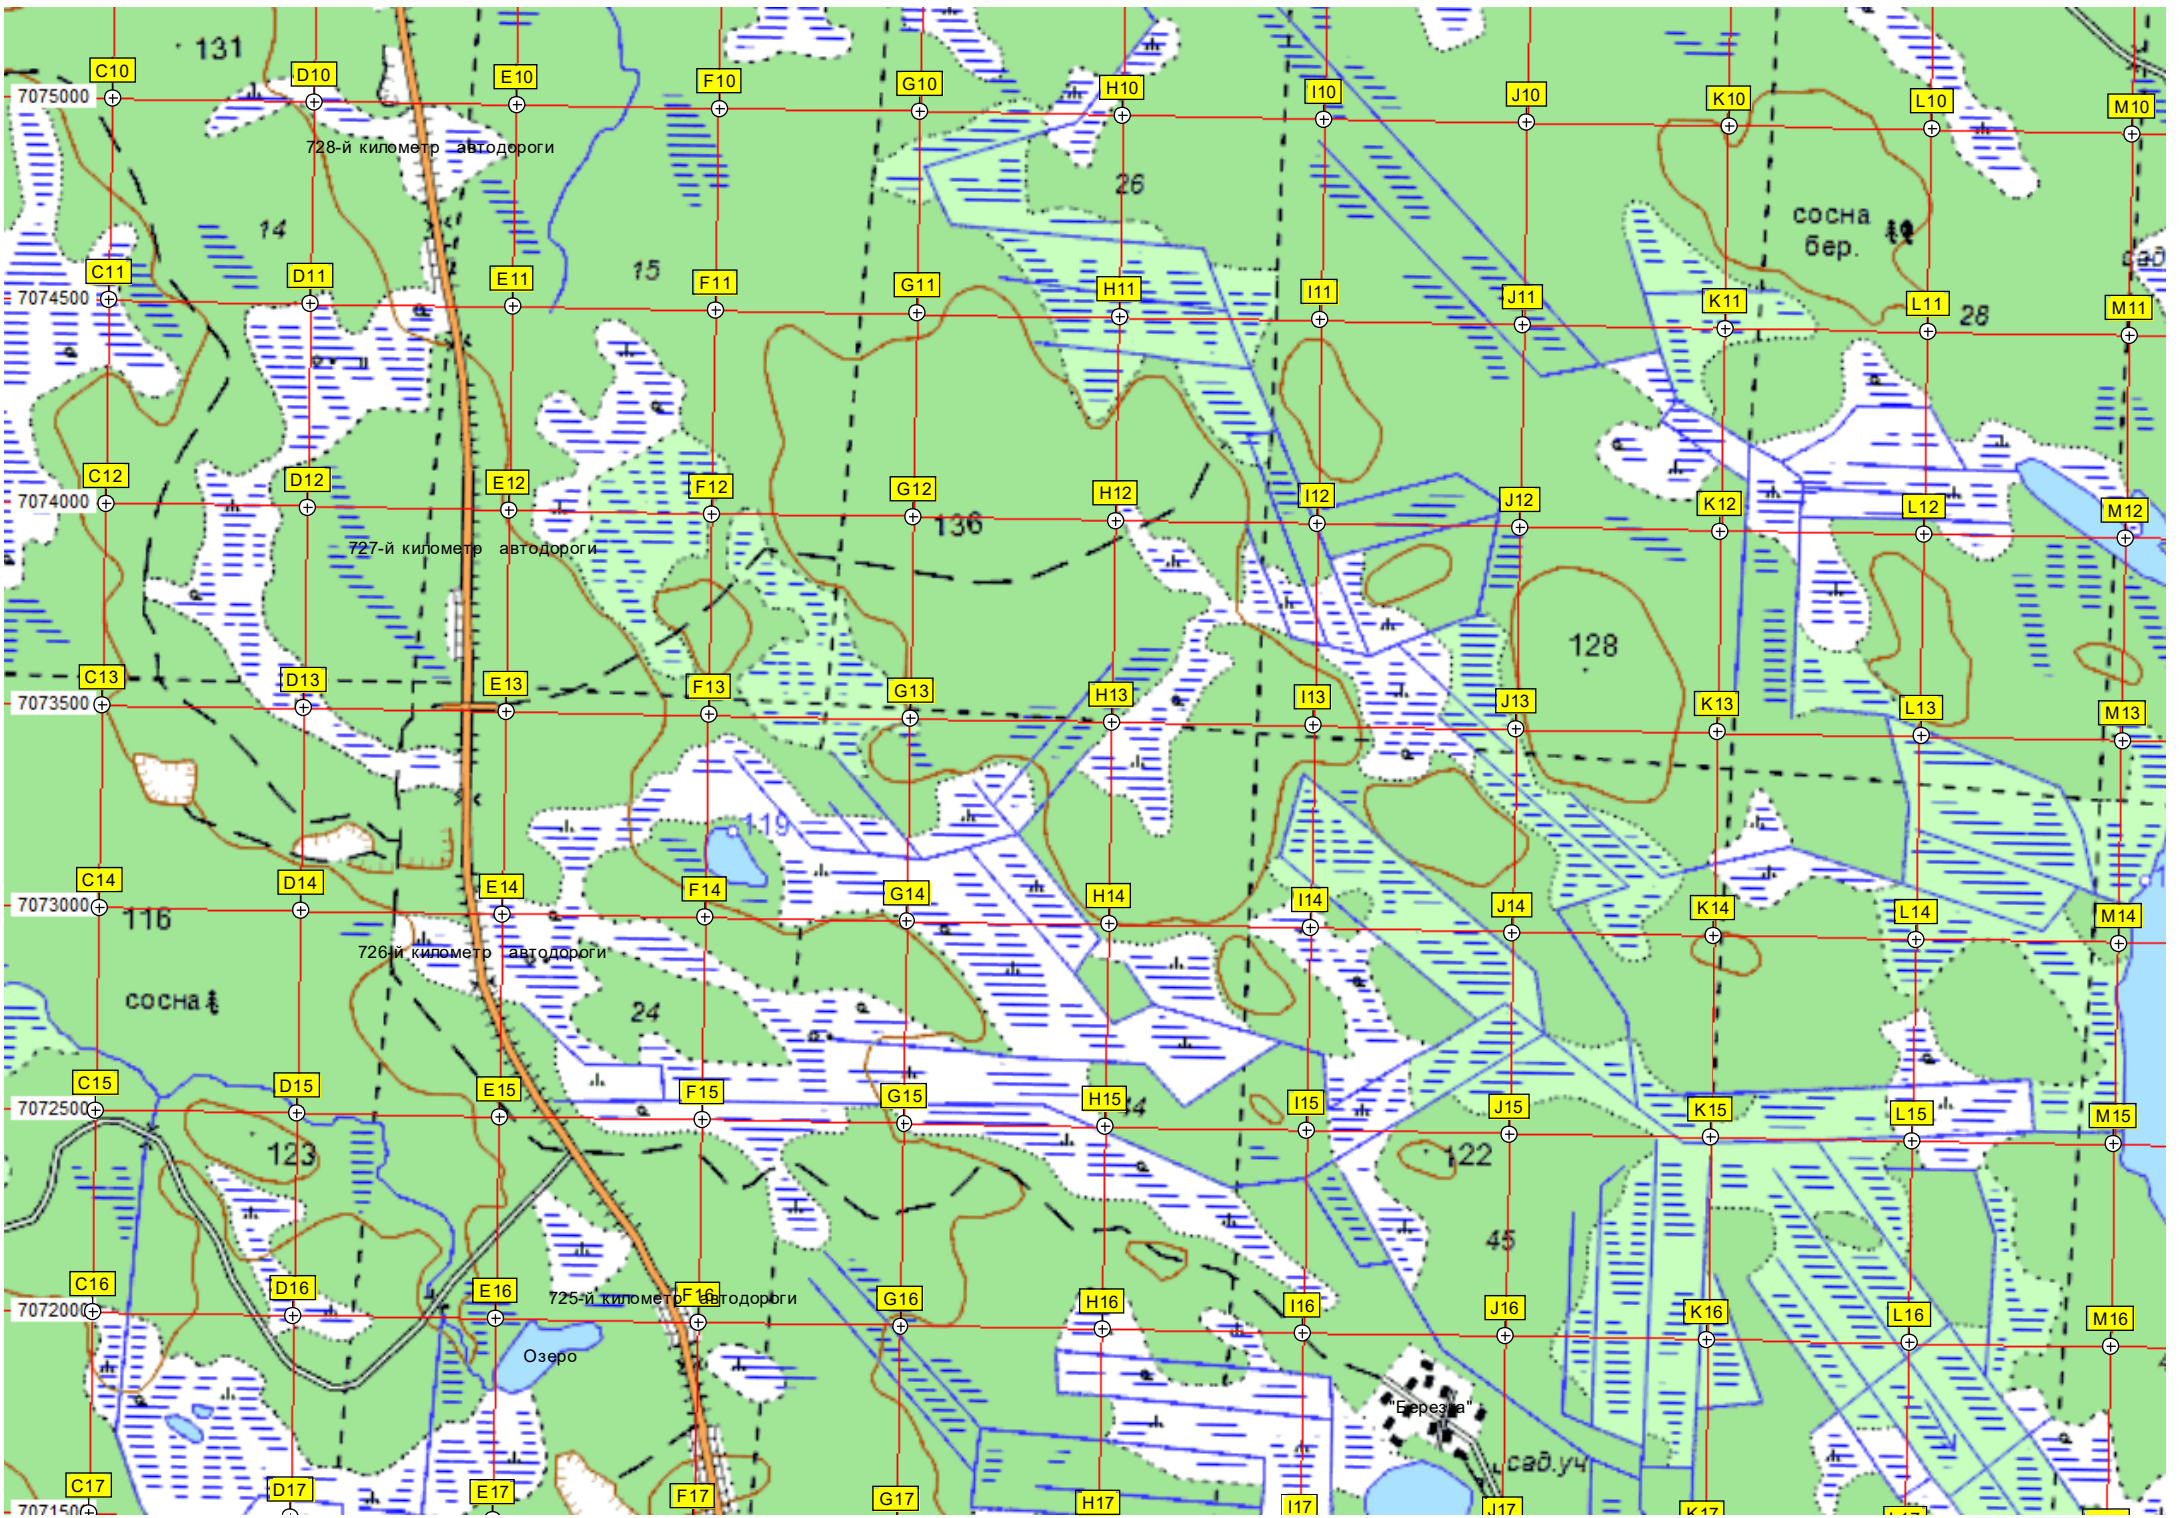 131
C10 D10 E10 F10 G10 H10 I10 J10 K10 L10 M10
7075000
728-й километр автодороги
26
сосна
бер.
14
15
сад
C11 D11 E11 F11 G11 H11 I11 J11 K11 L11 M11
7074500
28
C12 D12 E12 F12 G12 H12 I12 J12 K12 L12 M12
7074000
136
727-й километр автодороги
128
C13 D13 E13 F13 G13 H13 I13 J13 K13 L13 M13
7073500
119
C14 D14 E14 F14 G14 H14 I14 J14 K14 L14 M14
7073000
116
726-й километр автодороги
сосна
24
C15 D15 E15 F15 G15 H15 I15 J15 K15 L15 M15
7072500
123
122
45
C16 D16 E16 F16 G16 H16 I16 J16 K16 L16 M16
7072000
725-й километр автодороги
Озеро
"Березка"
сад.уч
C17 D17 E17 F17 G17 H17 I17 J17 K17
7071500